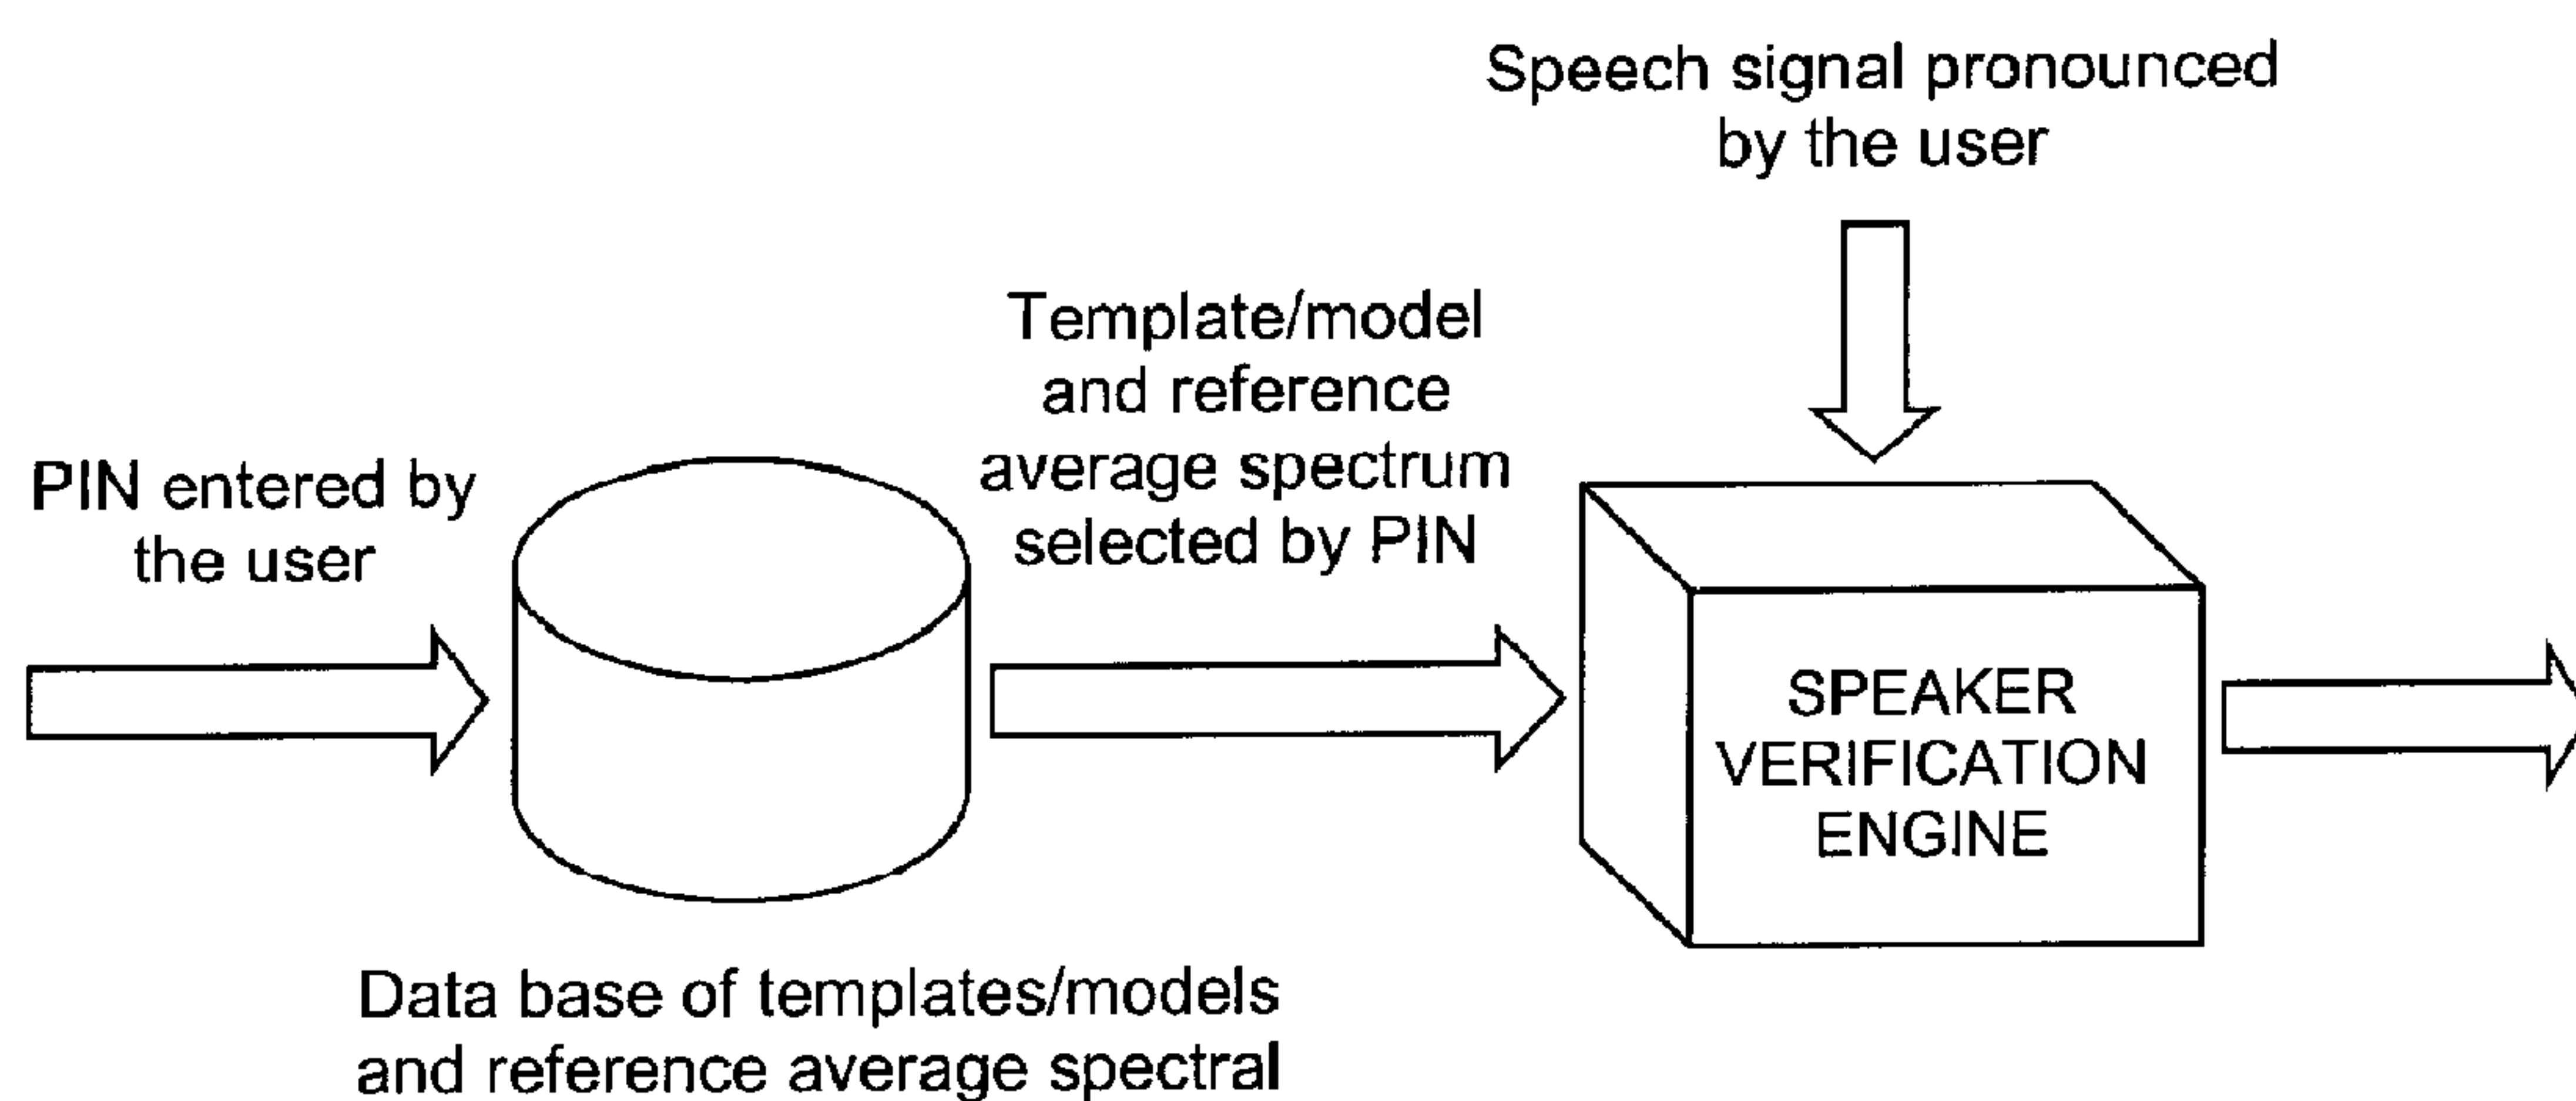 Speech signal pronounced
by the user
Template/model
and reference
average spectrum
selected by PIN
PIN entered by
the user
SPEAKER
VERIFICATION
ENGINE
Data base of templates/models
and reference average spectral